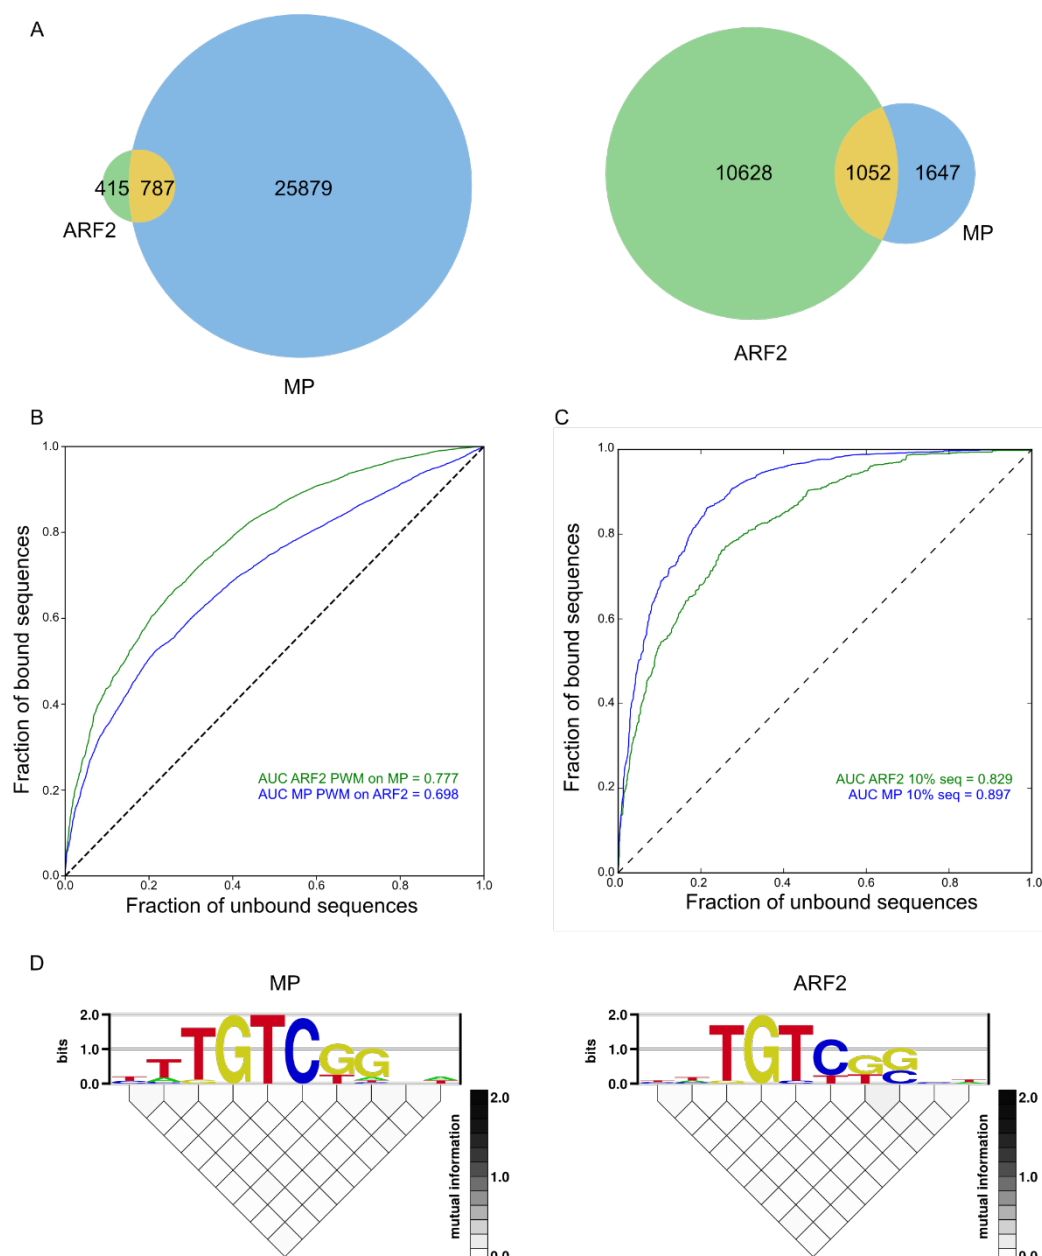 A
415 787 25879
ARF2
MP
10628 1052 1647
MP
ARF2
B
1.0
0.8
0.6
0.4
0.2
0.0
0.0 0.2 0.4 0.6 0.8 1.0
Fraction of bound sequences
Fraction of unbound sequences
AUC ARF2 PWM on MP = 0.777
AUC MP PWM on ARF2 = 0.698
C
1.0
0.8
0.6
0.4
0.2
0.0
0.0 0.2 0.4 0.6 0.8 1.0
Fraction of bound sequences
Fraction of unbound sequences
AUC ARF2 10% seq = 0.829
AUC MP 10% seq = 0.897
D
MP
2.0
1.0
0.0
bits
T TGTCGG
2.0
1.0
0.0
mutual information
ARF2
2.0
1.0
0.0
bits
TGTCGG
C
2.0
1.0
0.0
mutual information